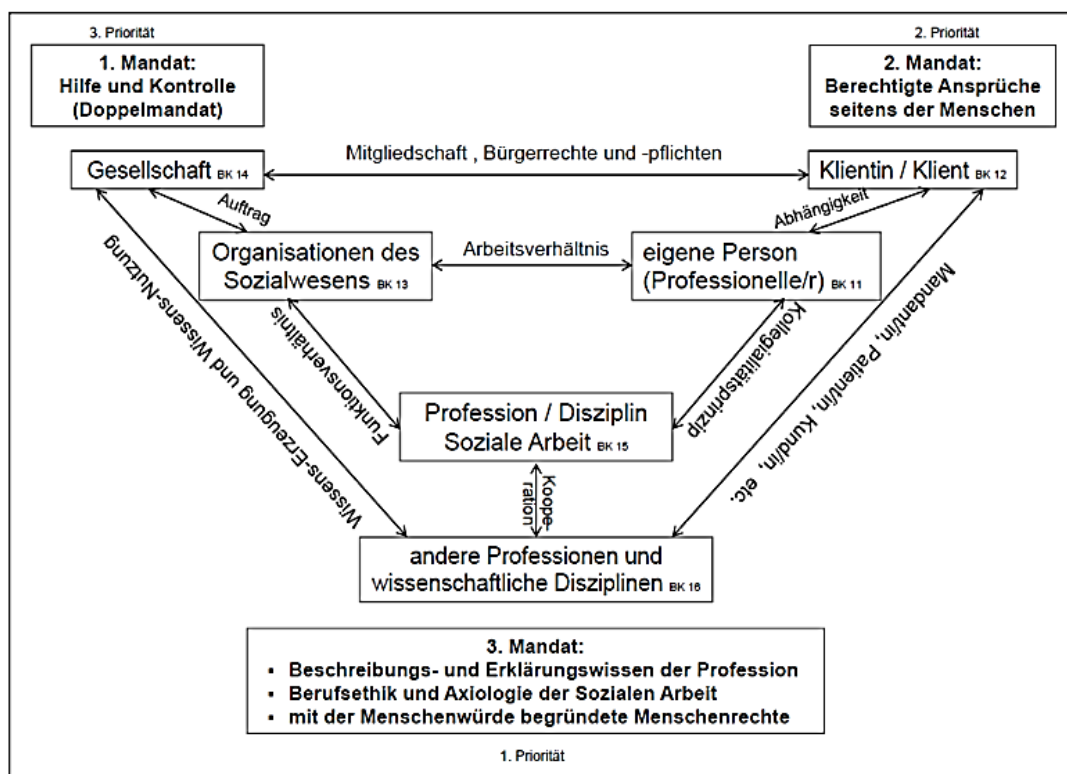 3. Priorität
2. Priorität
1. Mandat:
Hilfe und Kontrolle
(Doppelmandat)
2. Mandat:
Berechtigte Ansprüche
seitens der Menschen
Mitgliedschaft , Bürgerrechte und -pflichten
Gesellschaft BK 14
Klientin / Klient BK 12
Auftrag
Abhängigkeit
Organisationen des
Sozialwesens BK 13
Arbeitsverhältnis
eigene Person
(Professionelle/r) BK 11
Wissens-Erzeugung und Wissens-Nutzung
Funktionsverhältnis
Kollegialitätsprinzip
Mandant/in, Patient/in, Kund/in, etc.
Profession / Disziplin
Soziale Arbeit BK 15
Koope-
ration
andere Professionen und
wissenschaftliche Disziplinen BK 16
3. Mandat:
▪ Beschreibungs- und Erklärungswissen der Profession
▪ Berufsethik und Axiologie der Sozialen Arbeit
▪ mit der Menschenwürde begründete Menschenrechte
1. Priorität